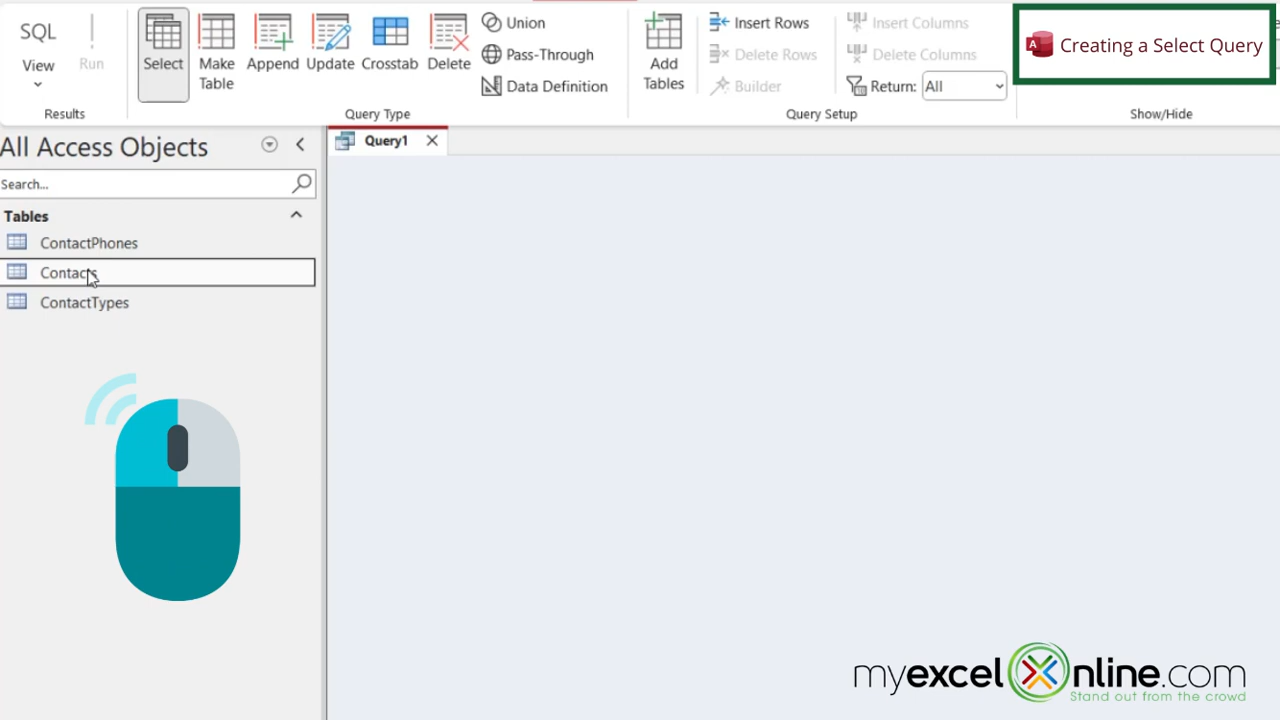 SQL
View
Run
Results
Select
Make
Table
Append
Update
Crosstab
Delete
Union
Pass-Through
Data Definition
Query Type
Add
Tables
Insert Rows
Delete Rows
Builder
Insert Columns
Delete Columns
Return: All
Query Setup
Creating a Select Query
Show/Hide
All Access Objects
Search...
Tables
ContactPhones
Contacts
ContactTypes
Query1
myexcelOnline.com
Stand out from the crowd